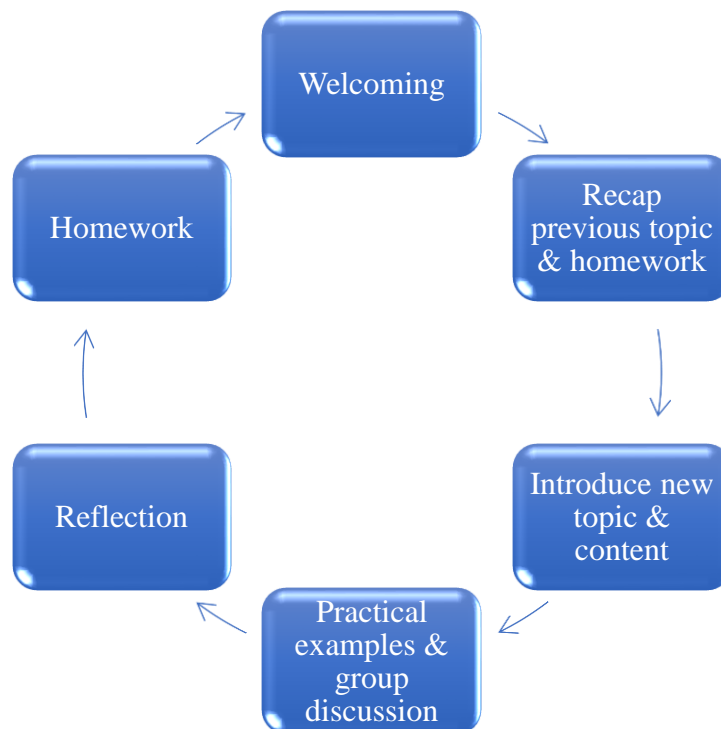 Welcoming
Recap
previous topic
& homework
Introduce new
topic &
content
Practical
examples &
group
discussion
Reflection
Homework